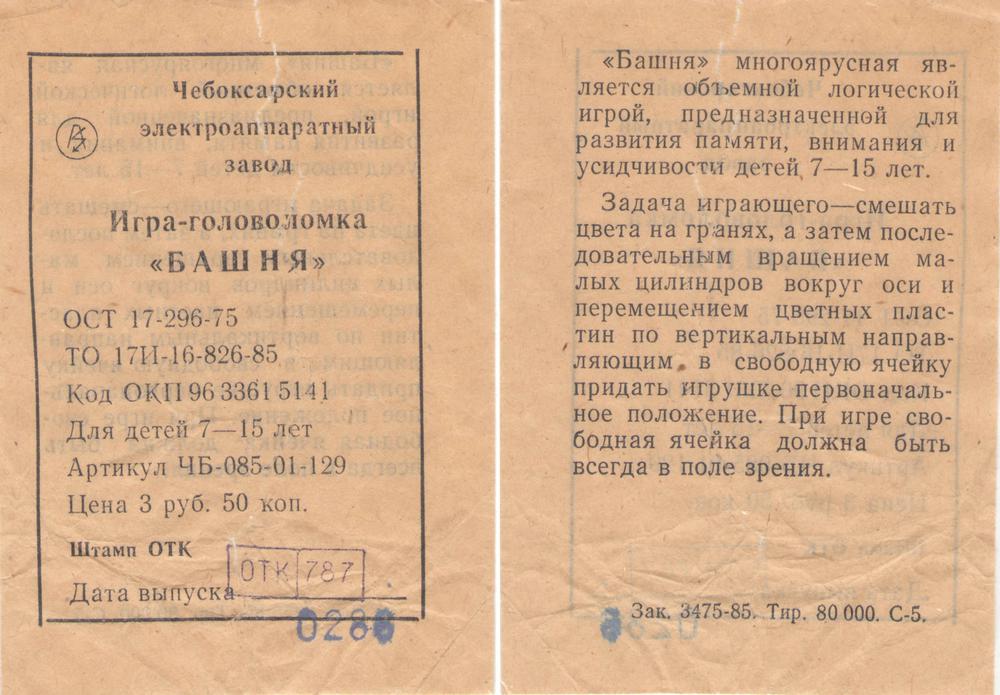 Чебоксарский
электроаппаратный
завод
Игра-головоломка
«БАШНЯ»
ОСТ 17-296-75
ТО 17И-16-826-85
Код ОКП 96 3361 5141
Для детей 7—15 лет
Артикул ЧБ-085-01-129
Цена 3 руб. 50 коп.
Штамп ОТК
ОТК 787
Дата выпуска
0286
«Башня» многоярусная яв-
ляется объемной логической
игрой, предназначенной для
развития памяти, внимания и
усидчивости детей 7—15 лет.
Задача играющего—смешать
цвета на гранях, а затем после-
довательным вращением ма-
лых цилиндров вокруг оси и
перемещением цветных плас-
тин по вертикальным направ-
ляющим в свободную ячейку
придать игрушке первоначаль-
ное положение. При игре сво-
бодная ячейка должна быть
всегда в поле зрения.
Зак. 3475-85. Тир. 80 000. С-5.